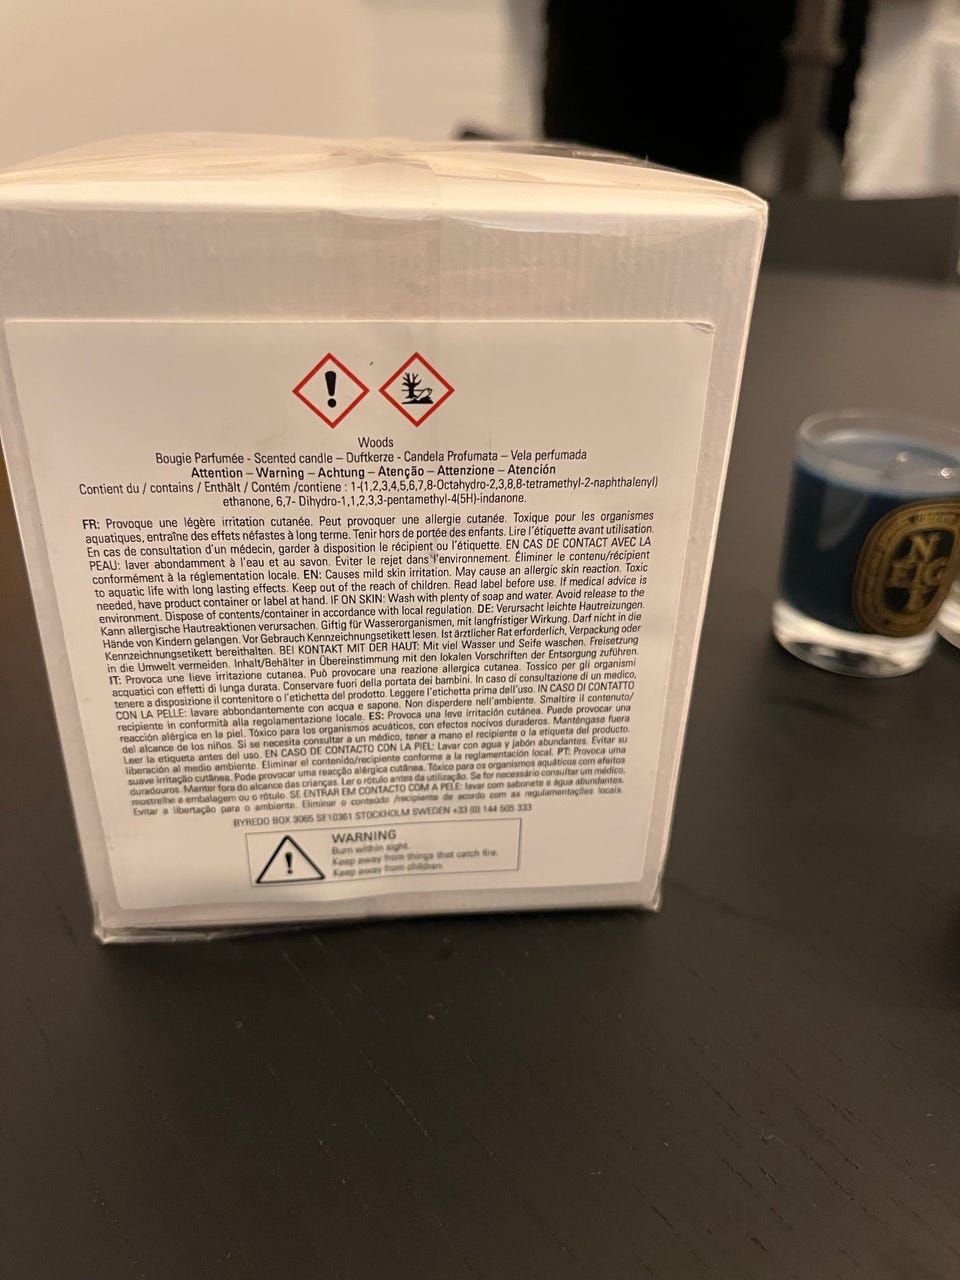 Woods
Bougie Parfumée - Scented candle – Duftkerze - Candela Profumata – Vela perfumada
Attention – Warning – Achtung – Atenção – Attenzione – Atención
Contient du / contains / Enthält / Contém /contiene : 1-(1,2,3,4,5,6,7,8-Octahydro-2,3,8,8-tetramethyl-2-naphthalenyl)
ethanone, 6,7- Dihydro-1,1,2,3,3-pentamethyl-4(5H)-indanone.
FR: Provoque une légère irritation cutanée. Peut provoquer une allergie cutanée. Toxique pour les organismes
aquatiques, entraîne des effets néfastes à long terme. Tenir hors de portée des enfants. Lire l'étiquette avant utilisation.
En cas de consultation d'un médecin, garder à disposition le récipient ou l'étiquette. EN CAS DE CONTACT AVEC LA
PEAU: laver abondamment à l'eau et au savon. Eviter le rejet dans l'environnement. Éliminer le contenu/récipient
conformément à la réglementation locale. EN: Causes mild skin irritation. May cause an allergic skin reaction. Toxic
to aquatic life with long lasting effects. Keep out of the reach of children. Read label before use. If medical advice is
needed, have product container or label at hand. IF ON SKIN: Wash with plenty of soap and water. Avoid release to the
environment. Dispose of contents/container in accordance with local regulation. DE: Verursacht leichte Hautreizungen.
Kann allergische Hautreaktionen verursachen. Giftig für Wasserorganismen, mit langfristiger Wirkung. Darf nicht in die
Hände von Kindern gelangen. Vor Gebrauch Kennzeichnungsetikett lesen. Ist ärztlicher Rat erforderlich, Verpackung oder
Kennzeichnungsetikett bereithalten. BEI KONTAKT MIT DER HAUT: Mit viel Wasser und Seife waschen. Freisetzung
in die Umwelt vermeiden. Inhalt/Behälter in Übereinstimmung mit den lokalen Vorschriften der Entsorgung zuführen.
IT: Provoca una lieve irritazione cutanea. Può provocare una reazione allergica cutanea. Tossico per gli organismi
acquatici con effetti di lunga durata. Conservare fuori della portata dei bambini. In caso di consultazione di un medico,
tenere a disposizione il contenitore o l'etichetta del prodotto. Leggere l'etichetta prima dell'uso. IN CASO DI CONTATTO
CON LA PELLE: lavare abbondantemente con acqua e sapone. Non disperdere nell'ambiente. Smaltire il contenuto/
recipiente in conformità alla regolamentazione locale. ES: Provoca una leve irritación cutánea. Puede provocar una
reacción alérgica en la piel. Tóxico para los organismos acuáticos, con efectos nocivos duraderos. Manténgase fuera
del alcance de los niños. Si se necesita consultar a un médico, tener a mano el recipiente o la etiqueta del producto.
Leer la etiqueta antes del uso. EN CASO DE CONTACTO CON LA PIEL: Lavar con agua y jabón abundantes. Evitar su
liberación al medio ambiente. Eliminar el contenido/recipiente conforme a la reglamentación local. PT: Provoca uma
suave irritação cutânea. Pode provocar uma reacção alérgica cutânea. Tóxico para os organismos aquáticos com efeitos
duradouros. Manter fora do alcance das crianças. Ler o rótulo antes da utilização. Se for necessário consultar um médico,
mostrelhe a embalagem ou o rótulo. SE ENTRAR EM CONTACTO COM A PELE: lavar com sabonete e água abundantes.
Evitar a libertação para o ambiente. Eliminar o conteúdo /recipiente de acordo com as regulamentações locais.
BYREDO BOX 3065 SE10361 STOCKHOLM SWEDEN +33 (0) 144 505 333
WARNING
Burn within sight.
Keep away from things that catch fire.
Keep away from children.